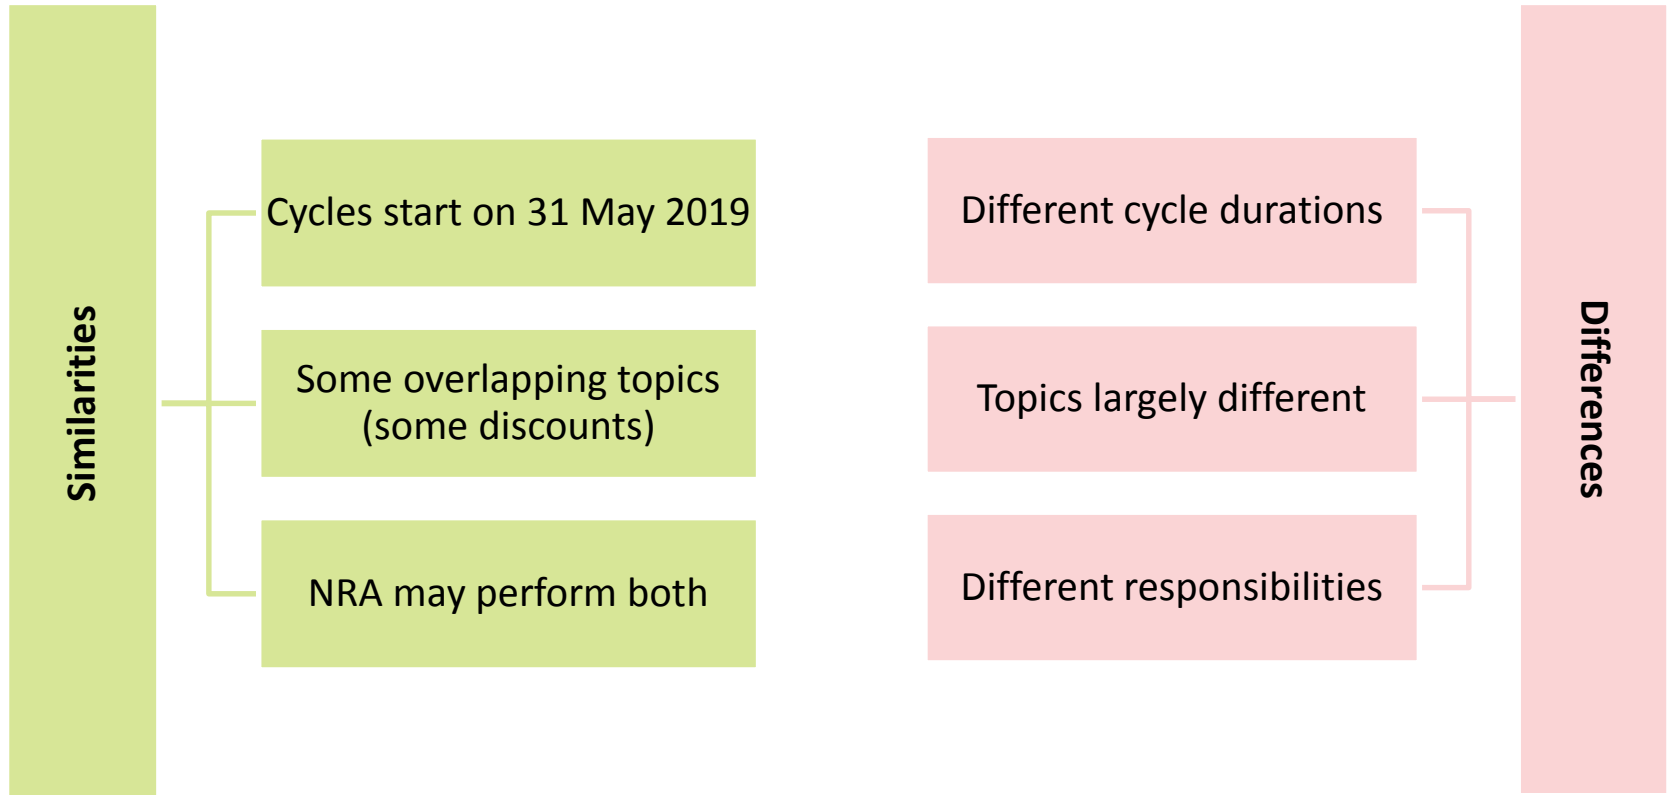 Similarities
Cycles start on 31 May 2019
Some overlapping topics
(some discounts)
NRA may perform both
Different cycle durations
Topics largely different
Different responsibilities
Differences